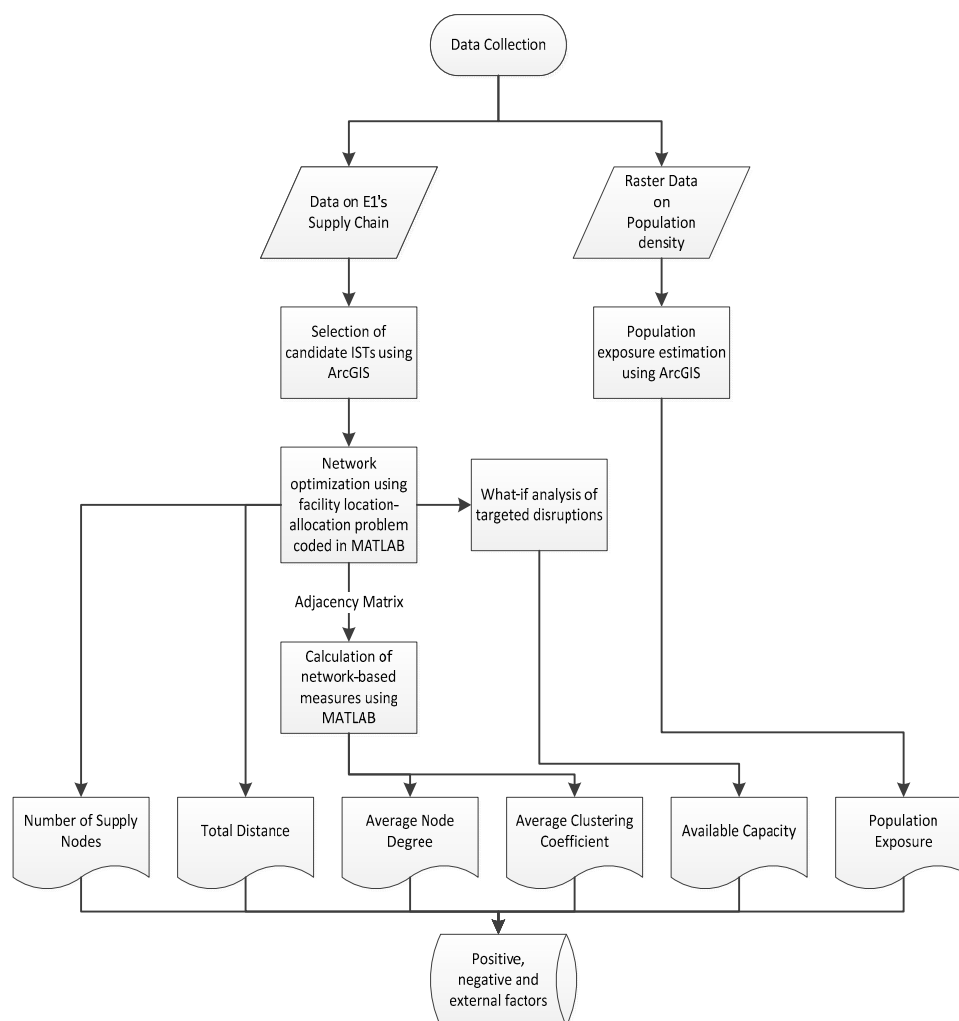 Data Collection
Data on E1's
Supply Chain
Raster Data
on
Population
density
Selection of
candidate ISTs using
ArcGIS
Population
exposure estimation
using ArcGIS
Network
optimization using
facility location-
allocation problem
coded in MATLAB
What-if analysis of
targeted disruptions
Adjacency Matrix
Calculation of
network-based
measures using
MATLAB
Number of Supply
Nodes
Total Distance
Average Node
Degree
Average Clustering
Coefficient
Available Capacity
Population
Exposure
Positive,
negative and
external factors